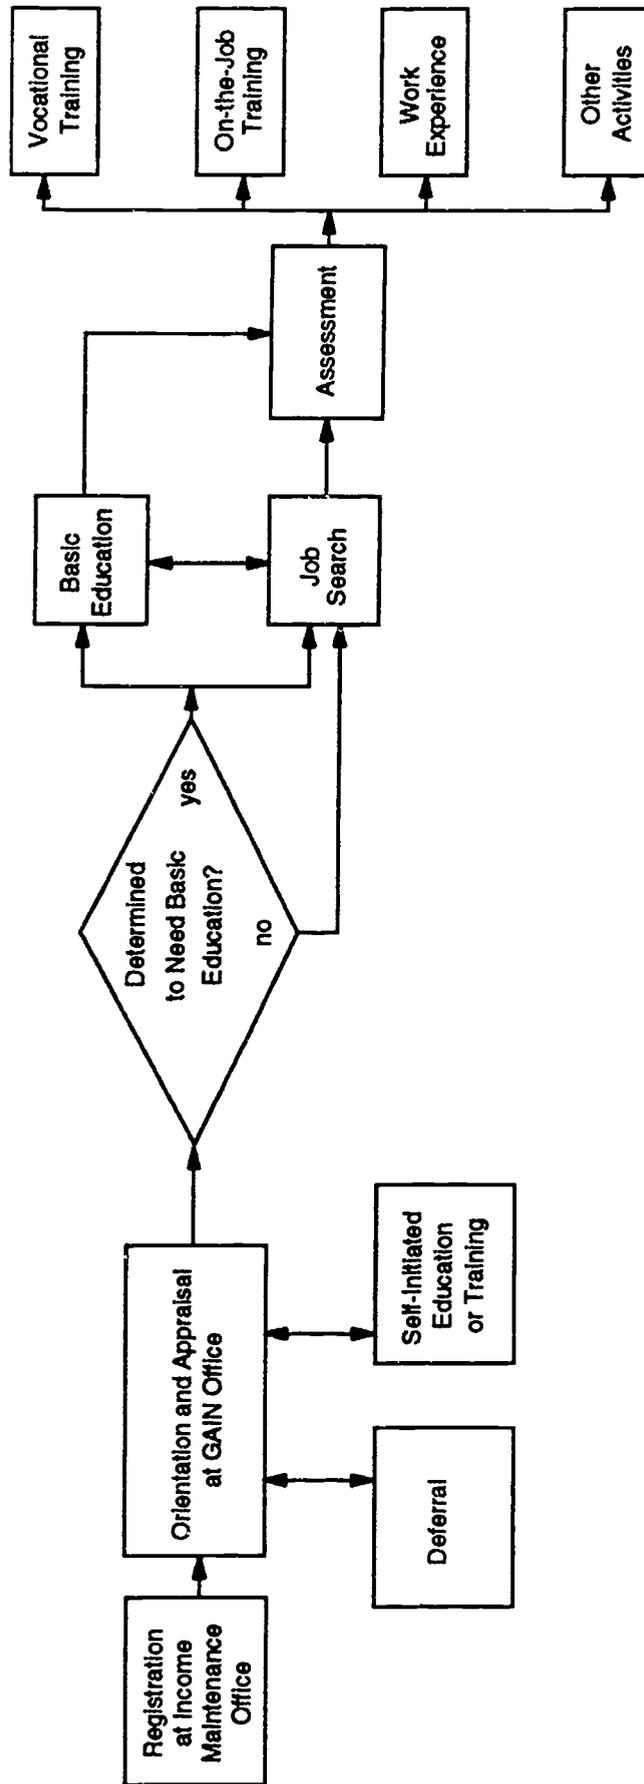 Registration
at Income
Maintenance
Office
Orientation and Appraisal
at GAIN Office
Deferral
Self-Initiated
Education
or Training
Determined
to Need Basic
Education?
yes
no
Basic
Education
Job
Search
Assessment
Vocational
Training
On-the-Job
Training
Work
Experience
Other
Activities